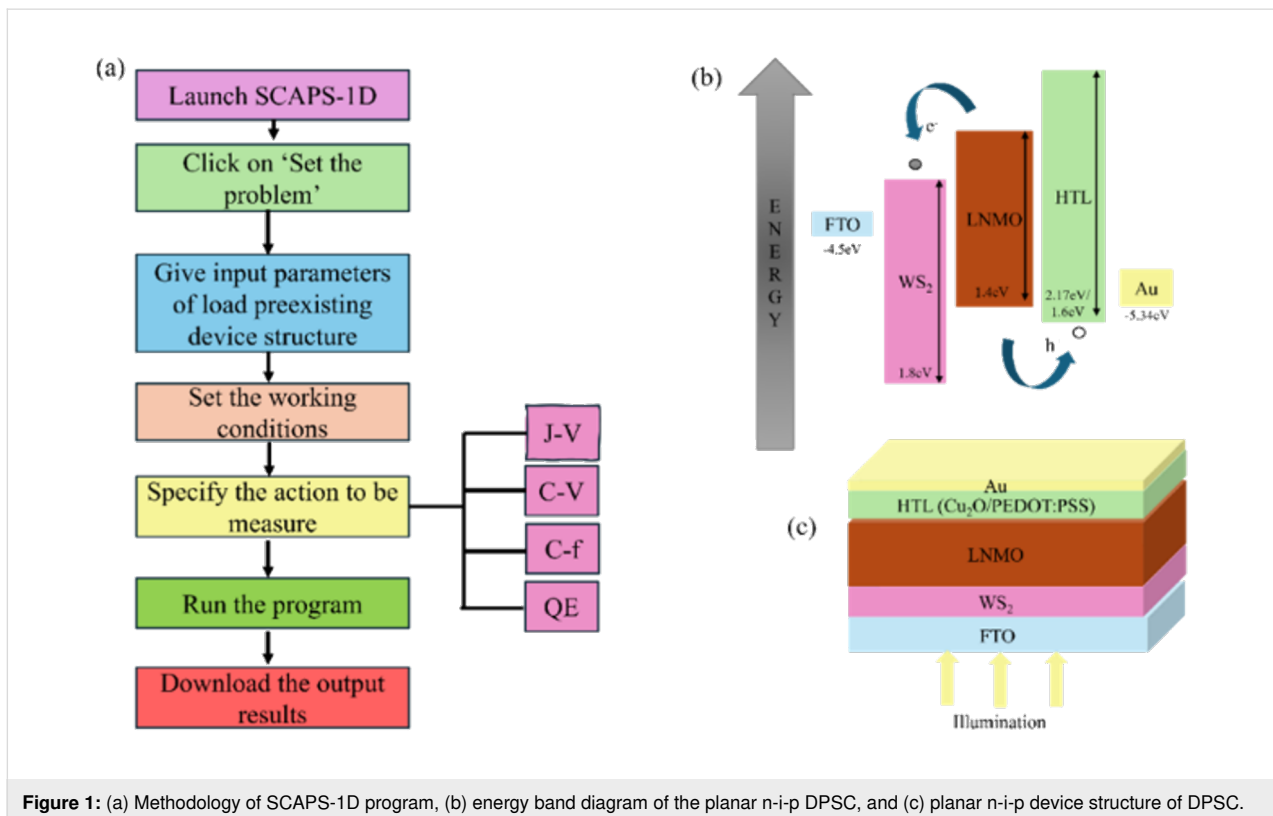 (a)
Launch SCAPS-1D
Click on ‘Set the
problem’
Give input parameters
of load preexisting
device structure
Set the working
conditions
Specify the action to be
measure
Run the program
Download the output
results
J-V
C-V
C-f
QE
(b)
ENERGY
FTO
-4.5eV
WS₂
1.8eV
e⁻
LNMO
1.4eV
HTL
2.17eV/
1.6eV
h
Au
-5.34eV
(c)
Au
HTL (Cu₂O/PEDOT:PSS)
LNMO
WS₂
FTO
Illumination
Figure 1: (a) Methodology of SCAPS-1D program, (b) energy band diagram of the planar n-i-p DPSC, and (c) planar n-i-p device structure of DPSC.